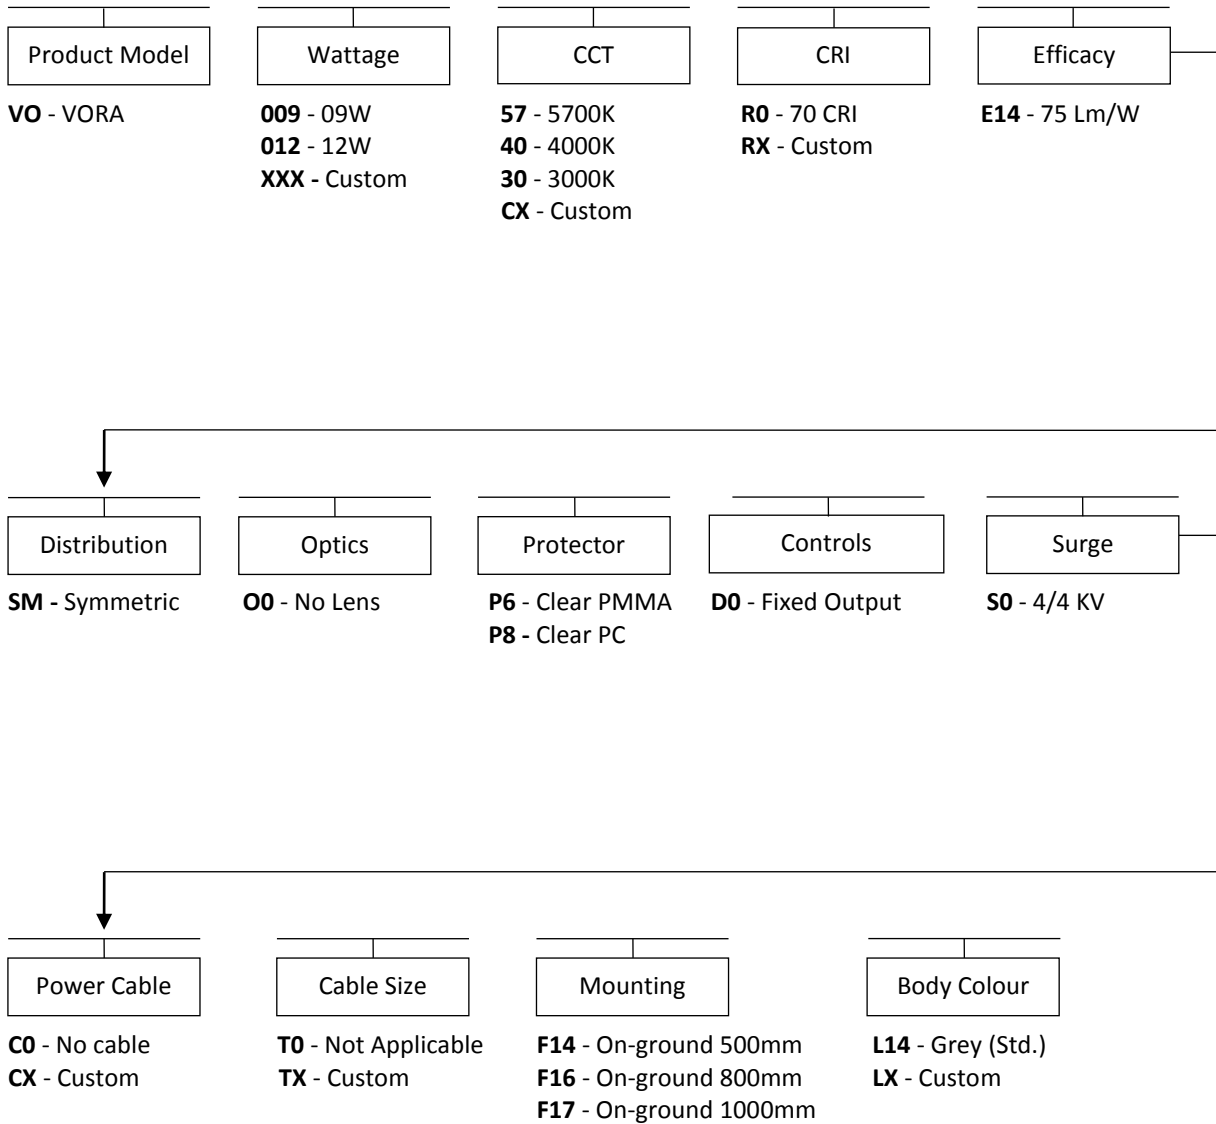 Product Model
Wattage
CCT
CRI
Efficacy
VO - VORA
009 - 09W
012 - 12W
XXX - Custom
57 - 5700K
40 - 4000K
30 - 3000K
CX - Custom
R0 - 70 CRI
RX - Custom
E14 - 75 Lm/W
Distribution
Optics
Protector
Controls
Surge
SM - Symmetric
O0 - No Lens
P6 - Clear PMMA
P8 - Clear PC
D0 - Fixed Output
S0 - 4/4 KV
Power Cable
Cable Size
Mounting
Body Colour
C0 - No cable
CX - Custom
T0 - Not Applicable
TX - Custom
F14 - On-ground 500mm
F16 - On-ground 800mm
F17 - On-ground 1000mm
L14 - Grey (Std.)
LX - Custom